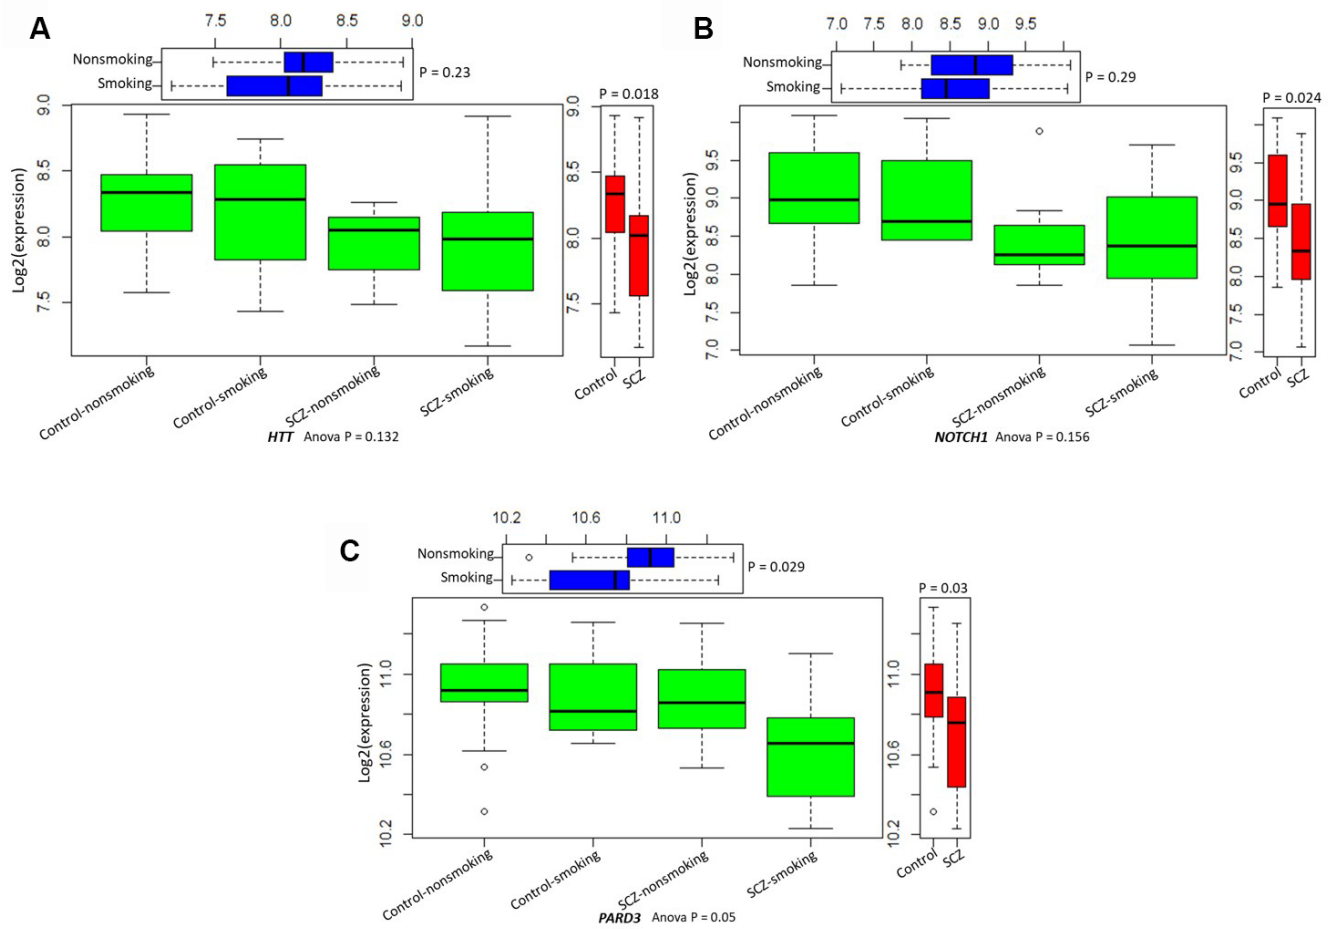 A
7.5 8.0 8.5 9.0
Nonsmoking
Smoking
P = 0.23
P = 0.018
Log2(expression)
9.0
8.5
8.0
7.5
9.0
8.5
8.0
7.5
Control-nonsmoking
Control-smoking
SCZ-nonsmoking
SCZ-smoking
Control
SCZ
HTT Anova P = 0.132
B
7.0 7.5 8.0 8.5 9.0 9.5
Nonsmoking
Smoking
P = 0.29
P = 0.024
Log2(expression)
9.5
9.0
8.5
8.0
7.5
7.0
9.5
9.0
8.5
8.0
7.5
7.0
Control-nonsmoking
Control-smoking
SCZ-nonsmoking
SCZ-smoking
Control
SCZ
NOTCH1 Anova P = 0.156
C
10.2 10.6 11.0
Nonsmoking
Smoking
P = 0.029
P = 0.03
Log2(expression)
11.0
10.6
10.2
11.0
10.6
10.2
Control-nonsmoking
Control-smoking
SCZ-nonsmoking
SCZ-smoking
Control
SCZ
PARD3 Anova P = 0.05